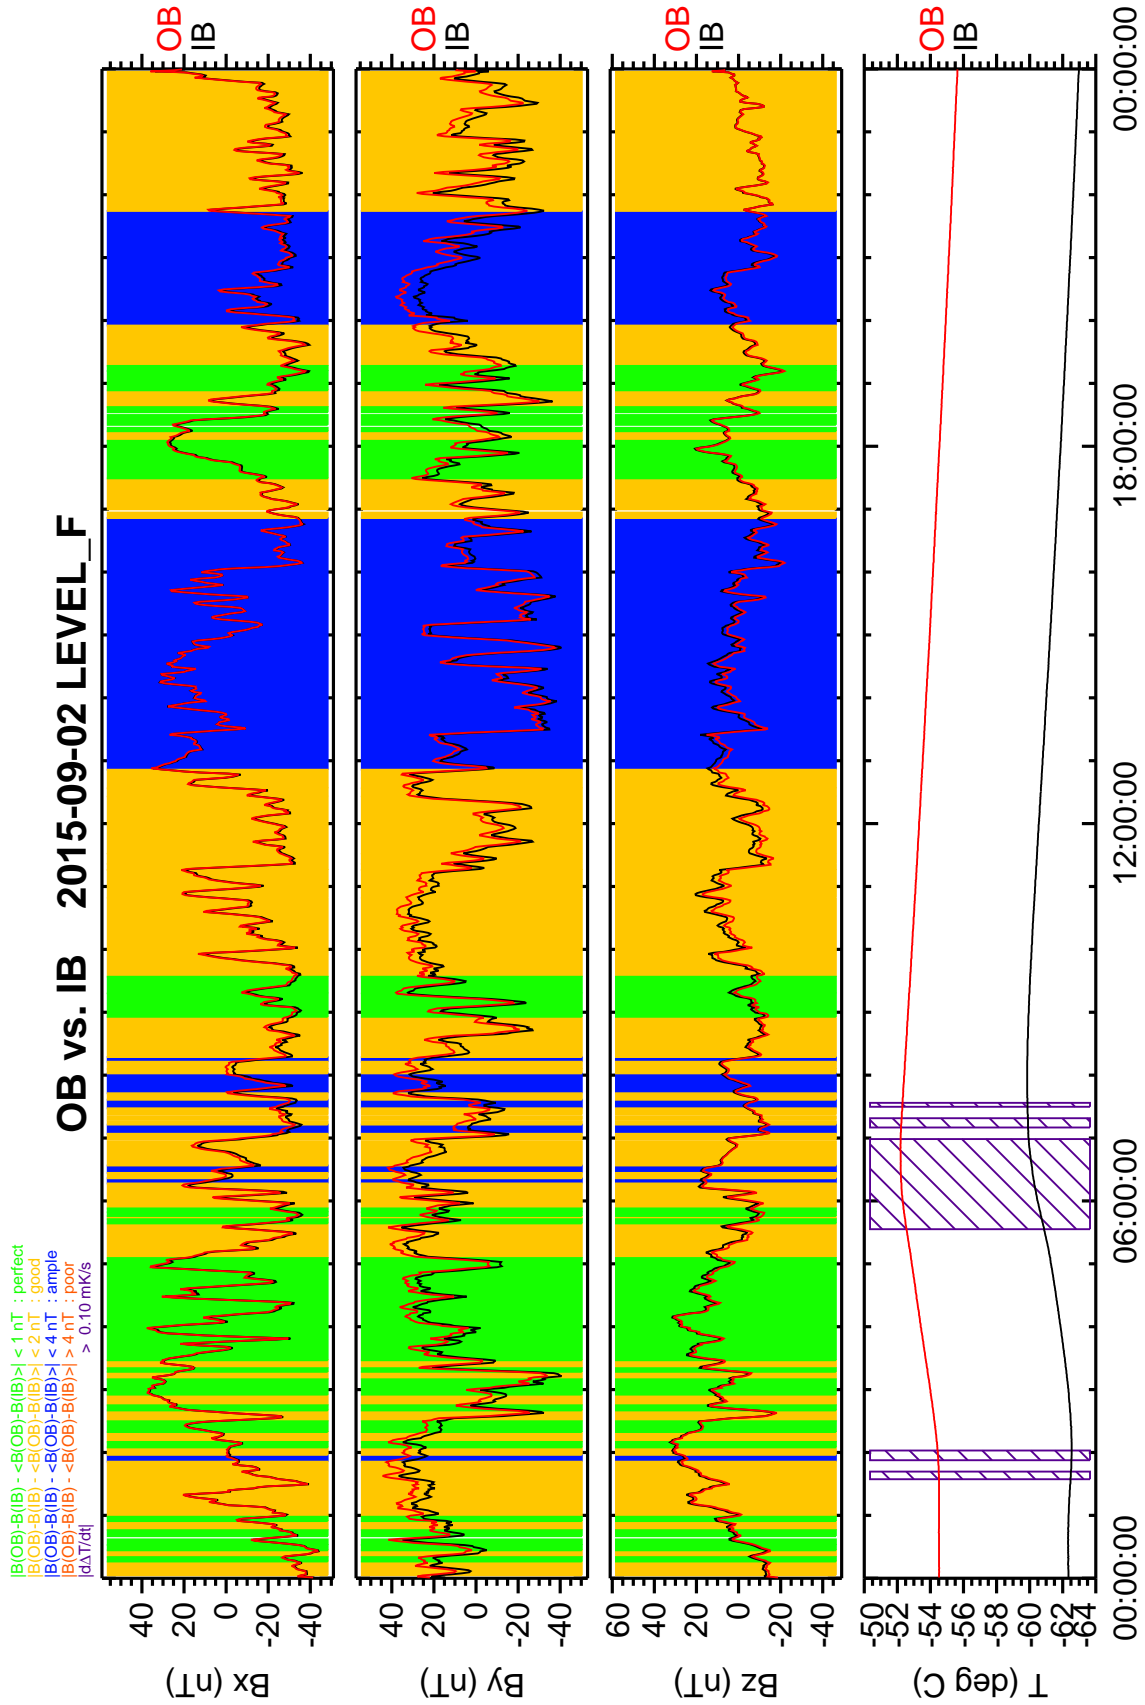 OB vs. IB 2015-09-02 LEVEL_F
|B(OB)-B(IB) - <B(OB)-B(IB)>| < 1 nT : perfect
|B(OB)-B(IB) - <B(OB)-B(IB)>| < 2 nT : good
|B(OB)-B(IB) - <B(OB)-B(IB)>| < 4 nT : ample
|B(OB)-B(IB) - <B(OB)-B(IB)>| > 4 nT : poor
|dΔT/dt| > 0.10 mK/s
Bx (nT)
40
20
0
-20
-40
OB
IB
By (nT)
40
20
0
-20
-40
OB
IB
Bz (nT)
60
40
20
0
-20
-40
OB
IB
T (deg C)
-50
-52
-54
-56
-58
-60
-62
-64
OB
IB
00:00:00
06:00:00
12:00:00
18:00:00
00:00:00